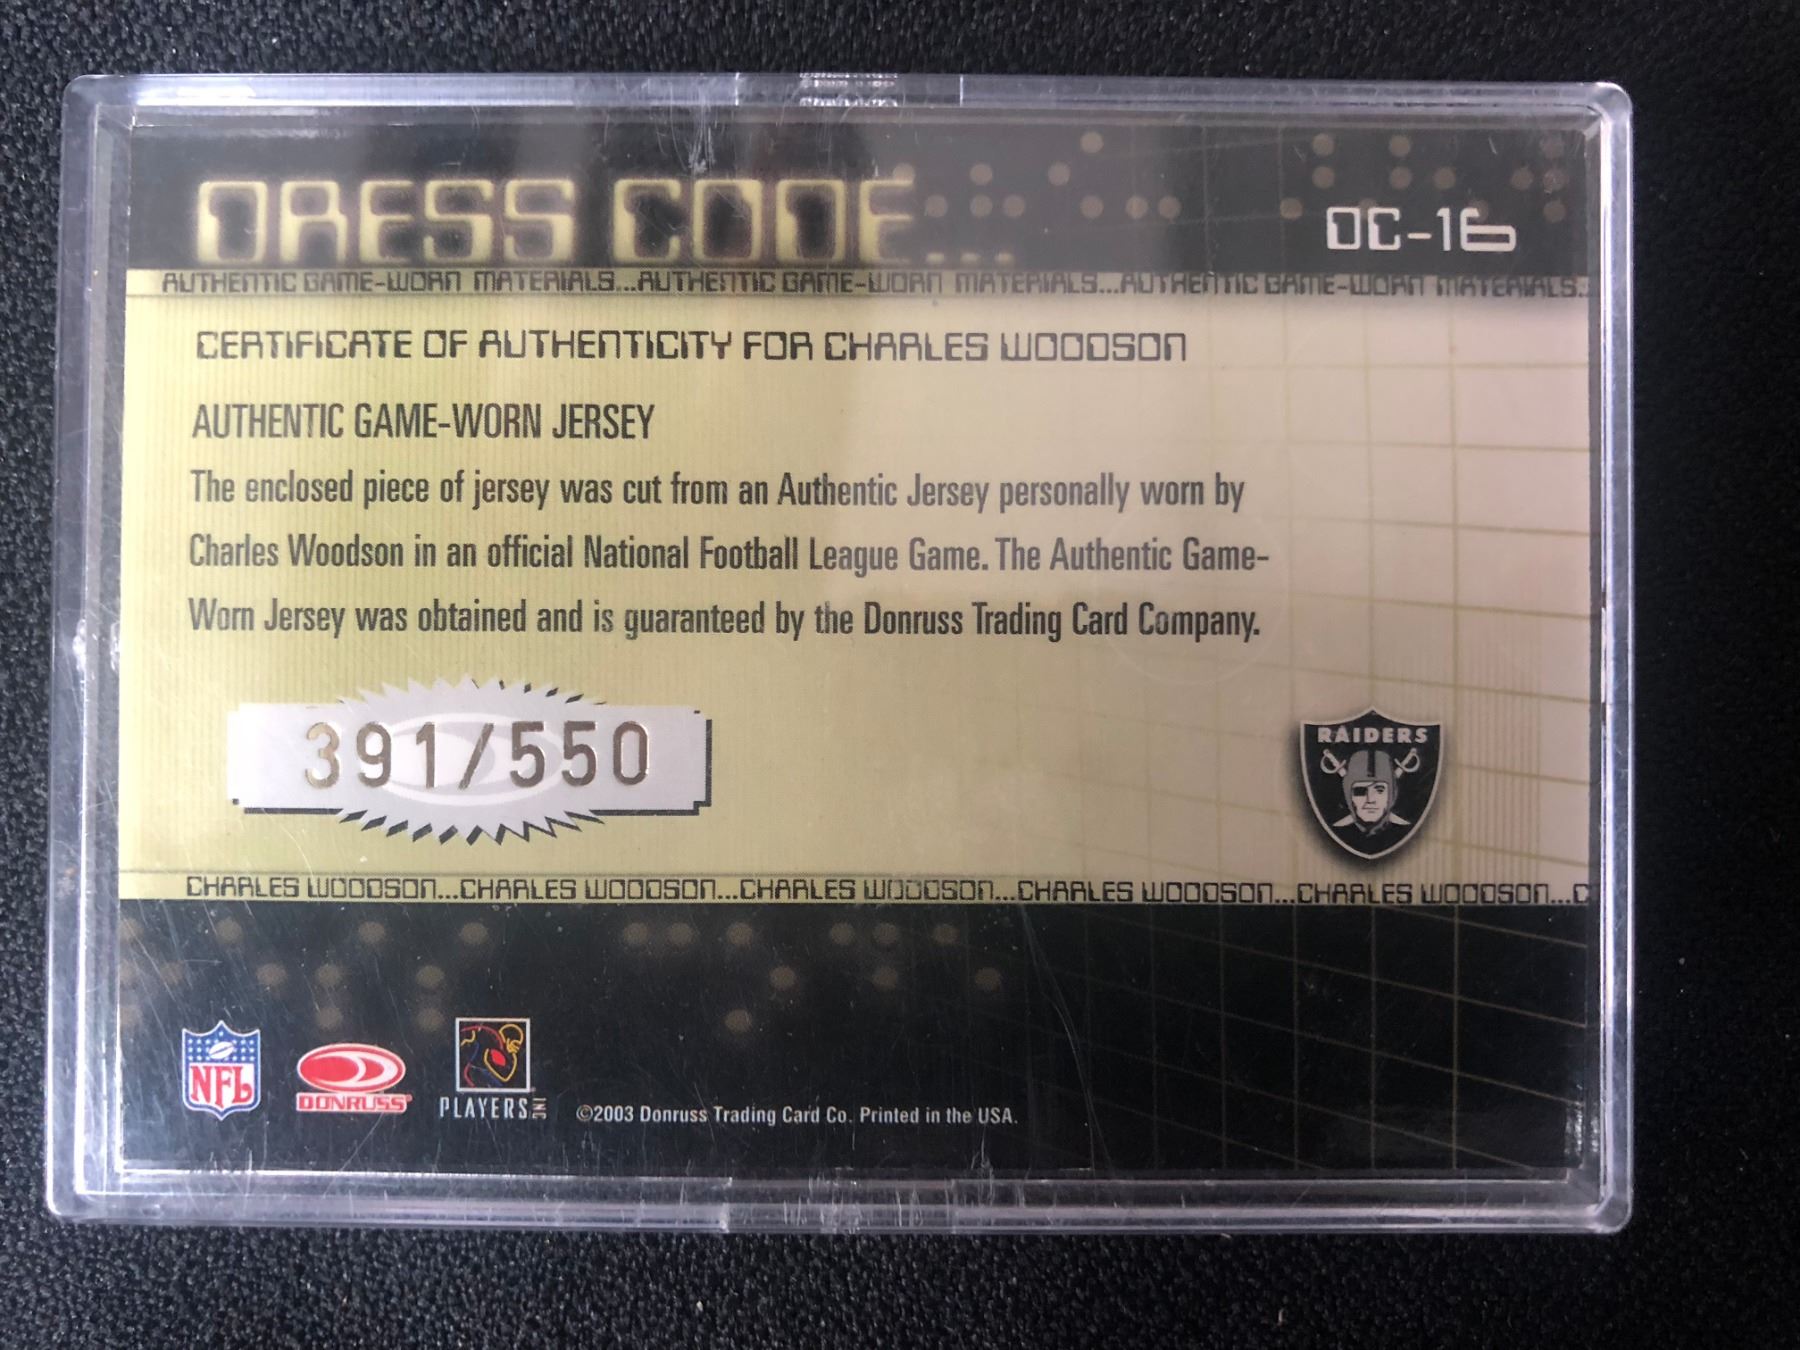 DRESS CODE...
DC-16
AUTHENTIC GAME-WORN MATERIALS...AUTHENTIC GAME-WORN MATERIALS...AUTHENTIC GAME-WORN MATERIALS...
CERTIFICATE OF AUTHENTICITY FOR CHARLES WOODSON
AUTHENTIC GAME-WORN JERSEY
The enclosed piece of jersey was cut from an Authentic Jersey personally worn by
Charles Woodson in an official National Football League Game. The Authentic Game-
Worn Jersey was obtained and is guaranteed by the Donruss Trading Card Company.
391/550
RAIDERS
CHARLES WOODSON...CHARLES WOODSON...CHARLES WOODSON...CHARLES WOODSON...CHARLES WOODSON...C
NFL
DONRUSS
PLAYERS INC
©2003 Donruss Trading Card Co. Printed in the USA.